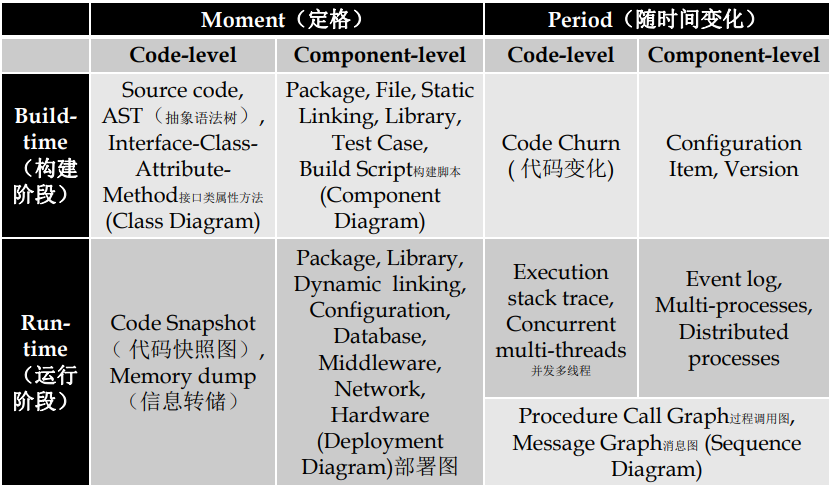 Moment（定格）
Period（随时间变化）
Code-level
Component-level
Code-level
Component-level
Build-
time
（构建
阶段）
Source code,
AST（抽象语法树）,
Interface-Class-
Attribute-
Method接口类属性方法
(Class Diagram)
Package, File, Static
Linking, Library,
Test Case,
Build Script构建脚本
(Component
Diagram)
Code Churn
( 代码变化)
Configuration
Item, Version
Run-
time
（运行
阶段）
Code Snapshot
（ 代码快照图）,
Memory dump
（信息转储）
Package, Library,
Dynamic linking,
Configuration,
Database,
Middleware,
Network,
Hardware
(Deployment
Diagram)部署图
Execution
stack trace,
Concurrent
multi-threads
并发多线程
Event log,
Multi-processes,
Distributed
processes
Procedure Call Graph过程调用图,
Message Graph消息图 (Sequence
Diagram)